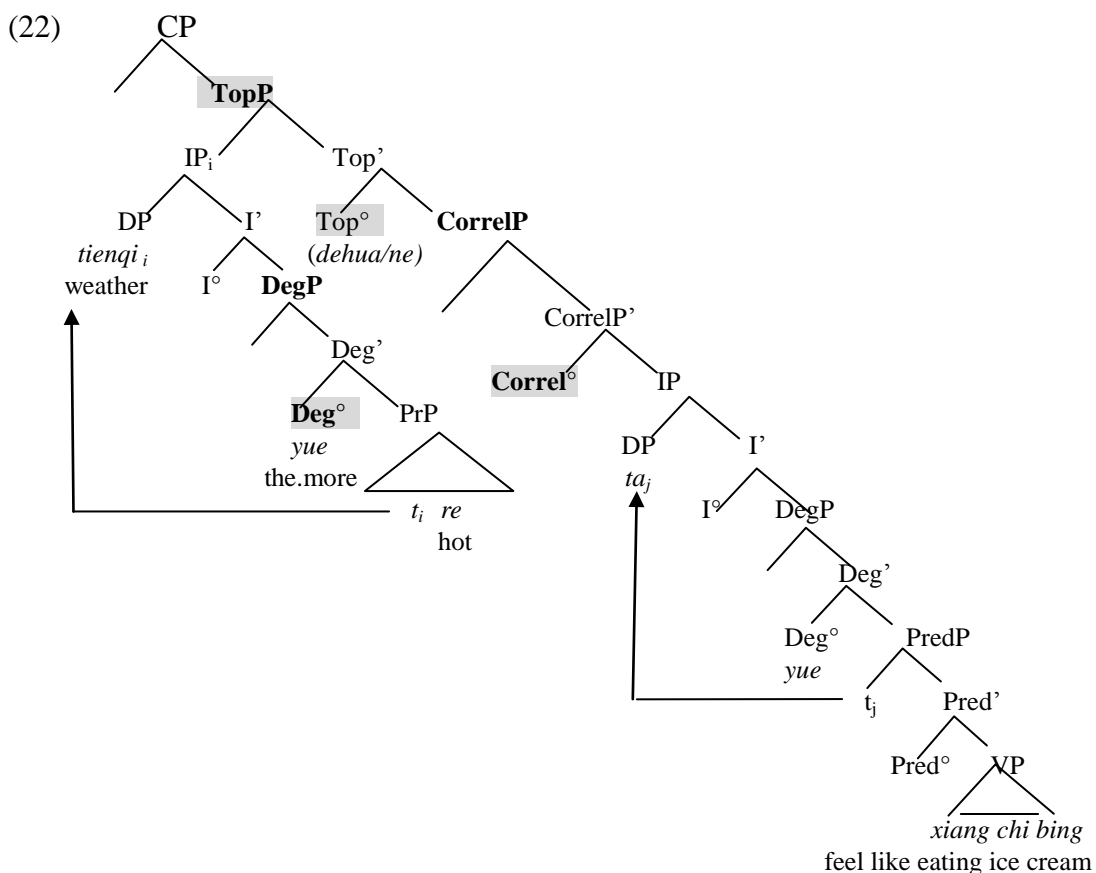 (22) CP
TopP
IPi Top’
DP I’ Top° CorrelP
tienqi i (dehua/ne)
weather I° DegP
CorrelP’
Deg’
Correl° IP
Deg° PrP
yue DP I’
the.more taj
ti re I° DegP
hot
Deg’
Deg° PredP
yue
tj Pred’
Pred° VP
xiang chi bing
feel like eating ice cream